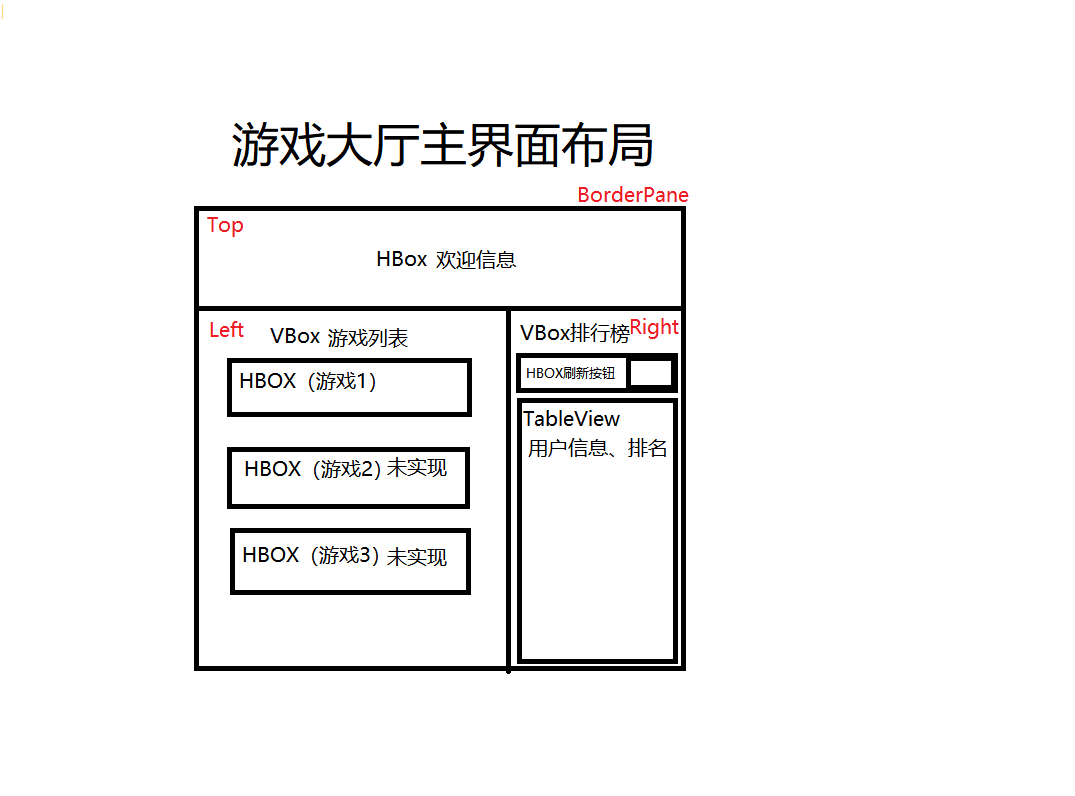 游戏大厅主界面布局
BorderPane
Top
HBox 欢迎信息
Left
VBox 游戏列表
HBOX（游戏1）
HBOX（游戏2）未实现
HBOX（游戏3）未实现
VBox排行榜
Right
HBOX刷新按钮
TableView
用户信息、排名